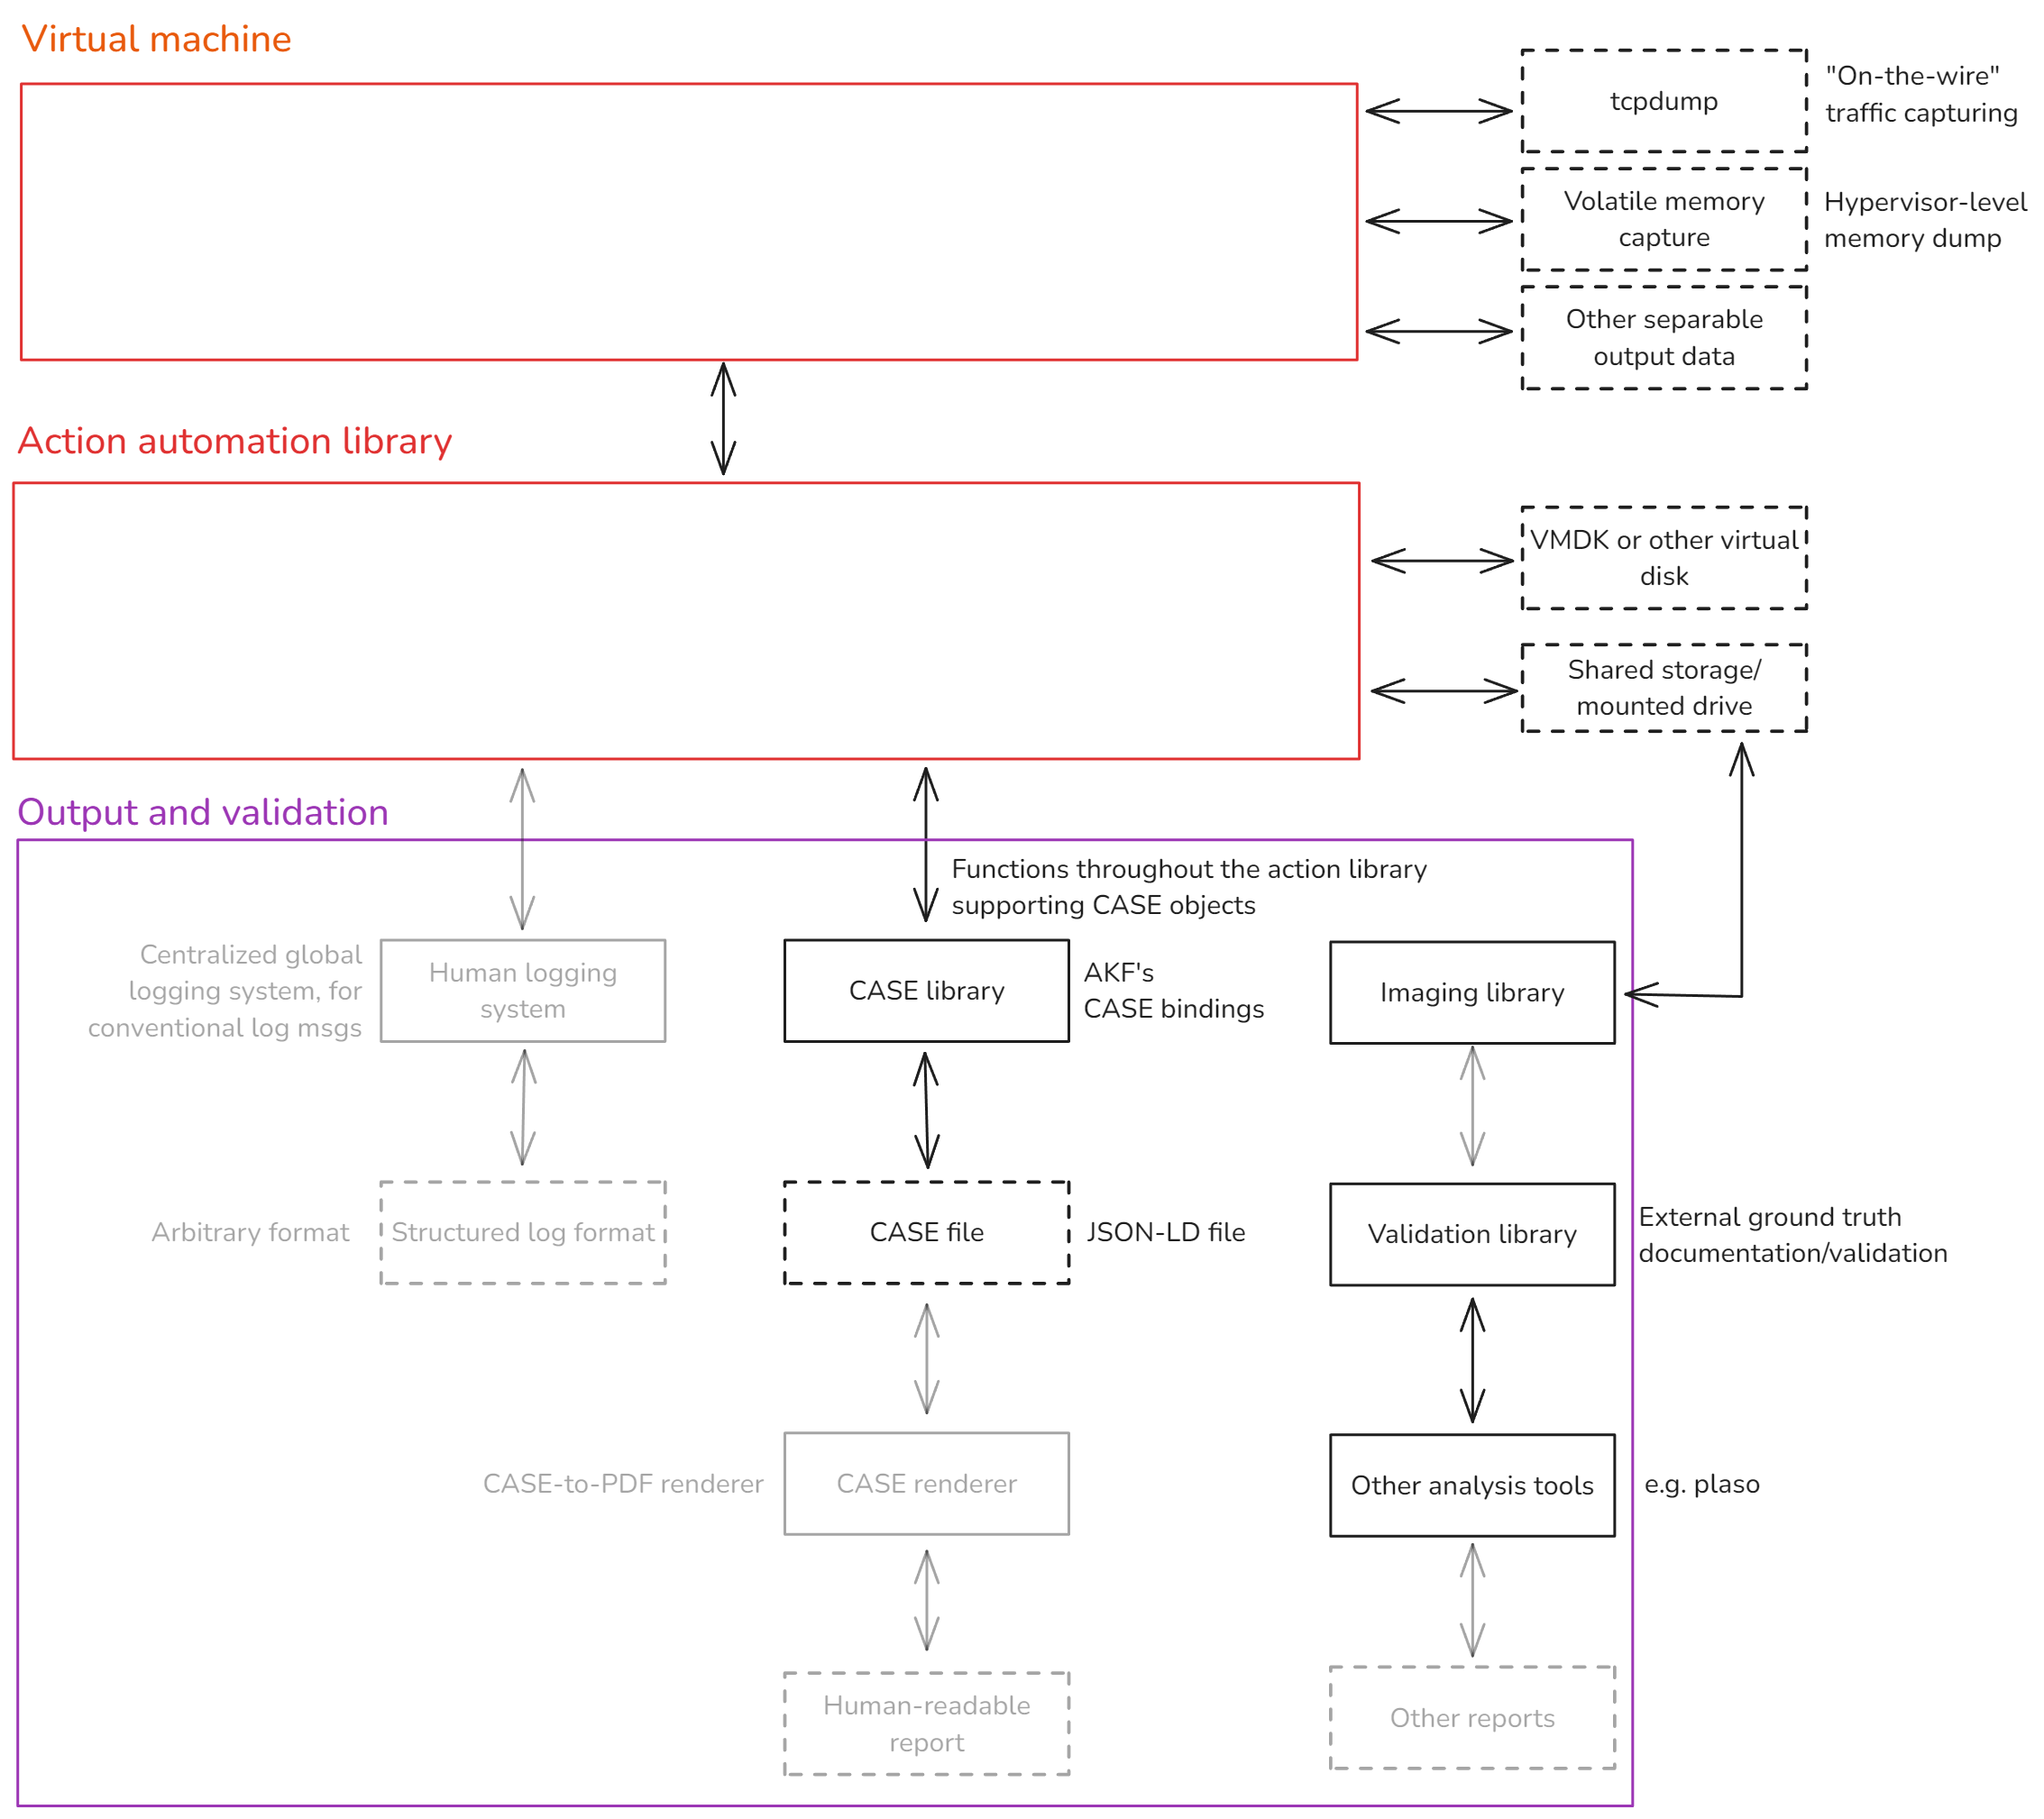 Virtual machine
tcpdump
"On-the-wire"
traffic capturing
Volatile memory
capture
Hypervisor-level
memory dump
Other separable
output data
Action automation library
VMDK or other virtual
disk
Shared storage/
mounted drive
Output and validation
Functions throughout the action library
supporting CASE objects
Centralized global
logging system, for
conventional log msgs
Human logging
system
CASE library
AKF's
CASE bindings
Imaging library
Arbitrary format
Structured log format
CASE file
JSON-LD file
Validation library
External ground truth
documentation/validation
CASE-to-PDF renderer
CASE renderer
Other analysis tools
e.g. plaso
Human-readable
report
Other reports